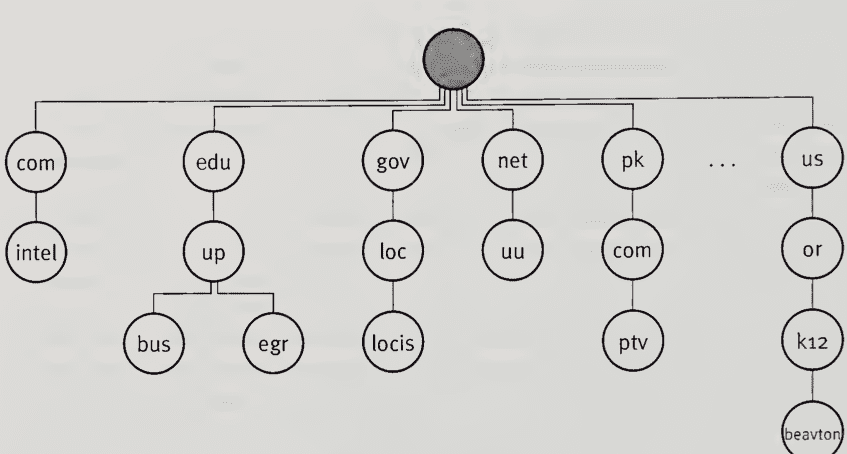 com edu gov net pk ... us
intel up loc uu com or
bus egr locis ptv k12
beavton